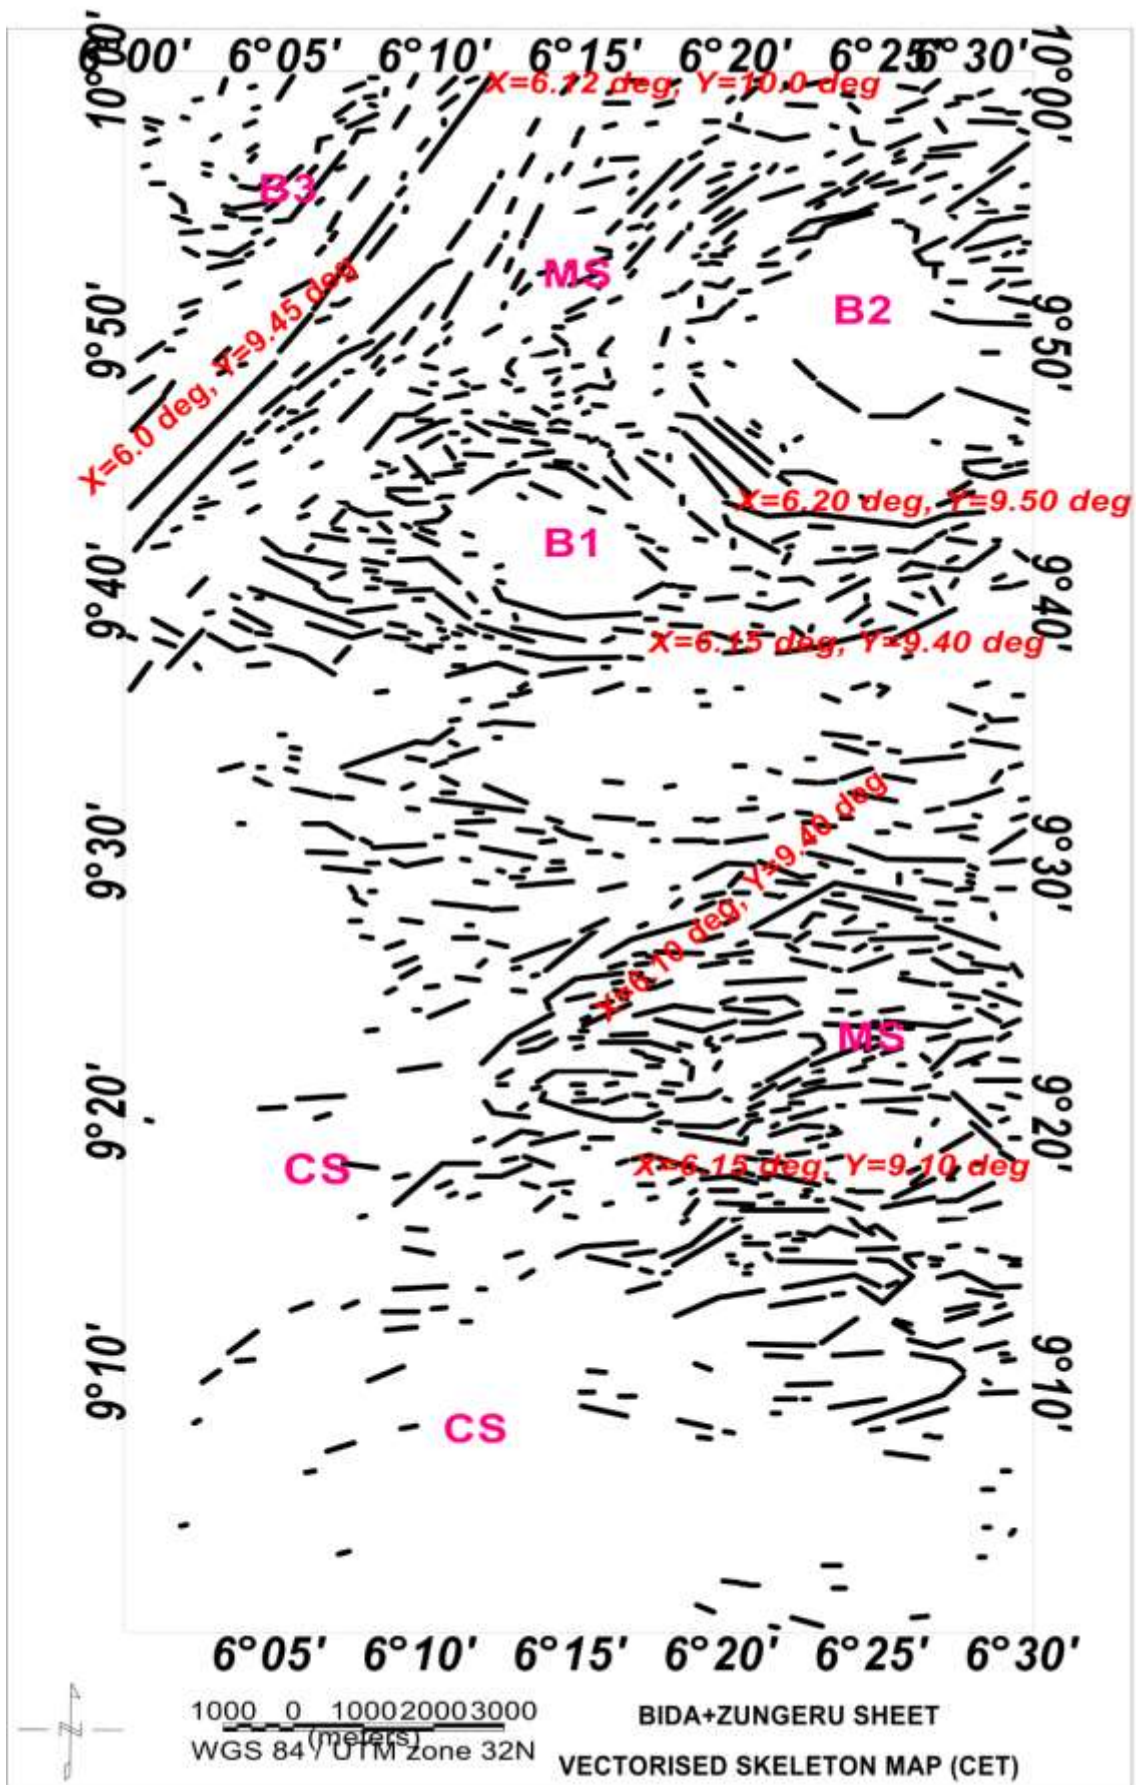 6°00' 6°05' 6°10' 6°15' 6°20' 6°25' 6°30'
10°00'
10°00'
X=6.12 deg, Y=10.0 deg
B3
MS
B2
9°50'
9°50'
X=6.0 deg, Y=9.45 deg
X=6.20 deg, Y=9.50 deg
B1
9°40'
9°40'
X=6.15 deg, Y=9.40 deg
9°30'
9°30'
X=6.10 deg, Y=9.40 deg
MS
9°20'
9°20'
CS
X=6.15 deg, Y=9.10 deg
9°10'
9°10'
CS
6°05' 6°10' 6°15' 6°20' 6°25' 6°30'
1000 0 1000 2000 3000
(meters)
WGS 84 / UTM zone 32N
BIDA+ZUNGERU SHEET
VECTORISED SKELETON MAP (CET)
N